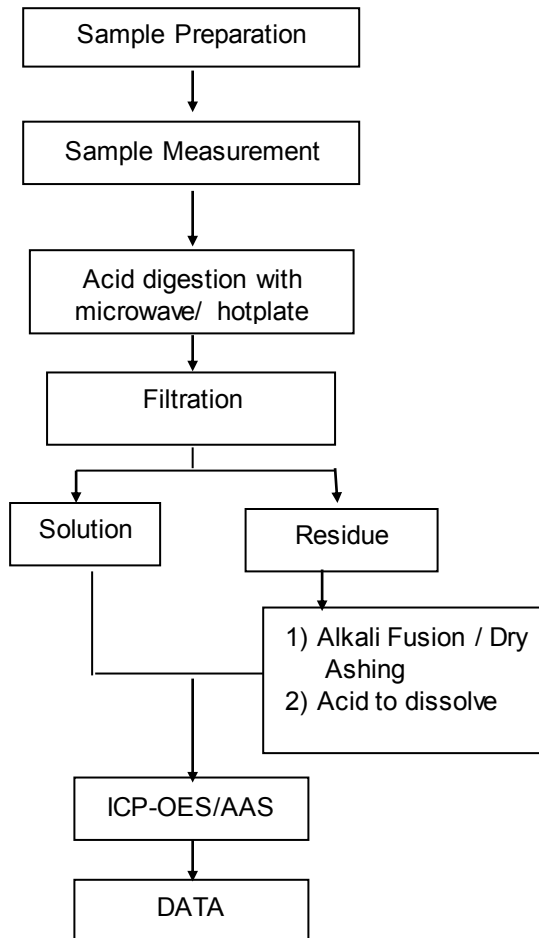 Sample Preparation
Sample Measurement
Acid digestion with
microwave/ hotplate
Filtration
Solution
Residue
1) Alkali Fusion / Dry
Ashing
2) Acid to dissolve
ICP-OES/AAS
DATA